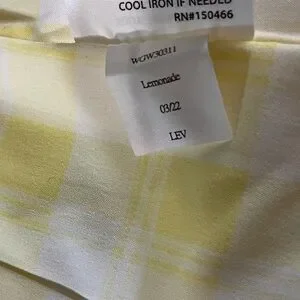 COOL IRON IF NEEDED
RN#150466
WGW30311
Lemonade
03/22
LEV